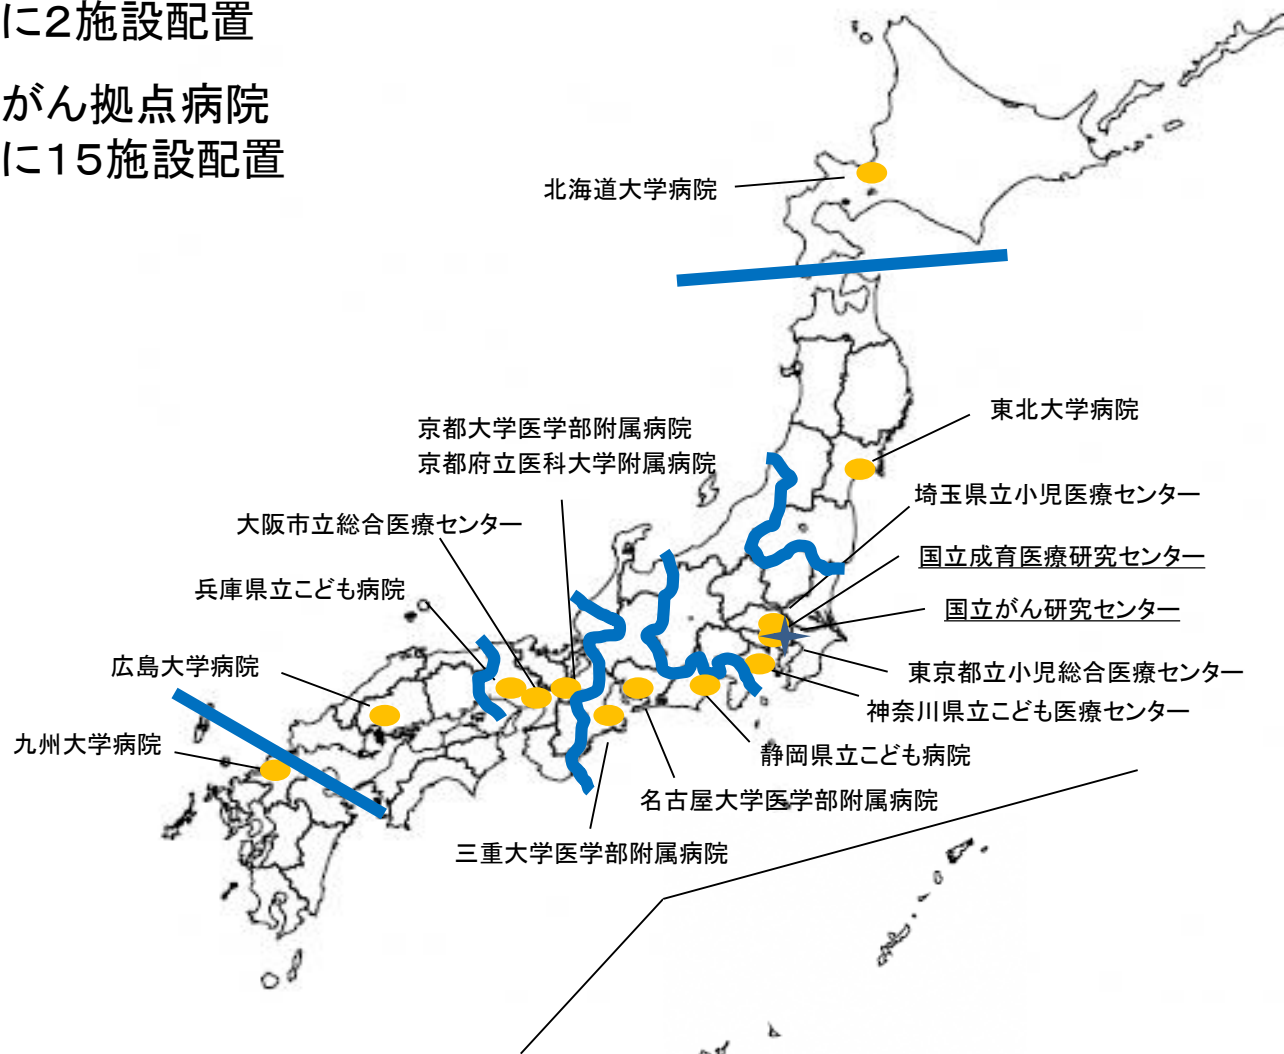 に2施設配置
がん拠点病院
に15施設配置
北海道大学病院
東北大学病院
京都大学医学部附属病院
京都府立医科大学附属病院
埼玉県立小児医療センター
大阪市立総合医療センター
国立成育医療研究センター
兵庫県立こども病院
国立がん研究センター
広島大学病院
東京都立小児総合医療センター
神奈川県立こども医療センター
九州大学病院
静岡県立こども病院
名古屋大学医学部附属病院
三重大学医学部附属病院